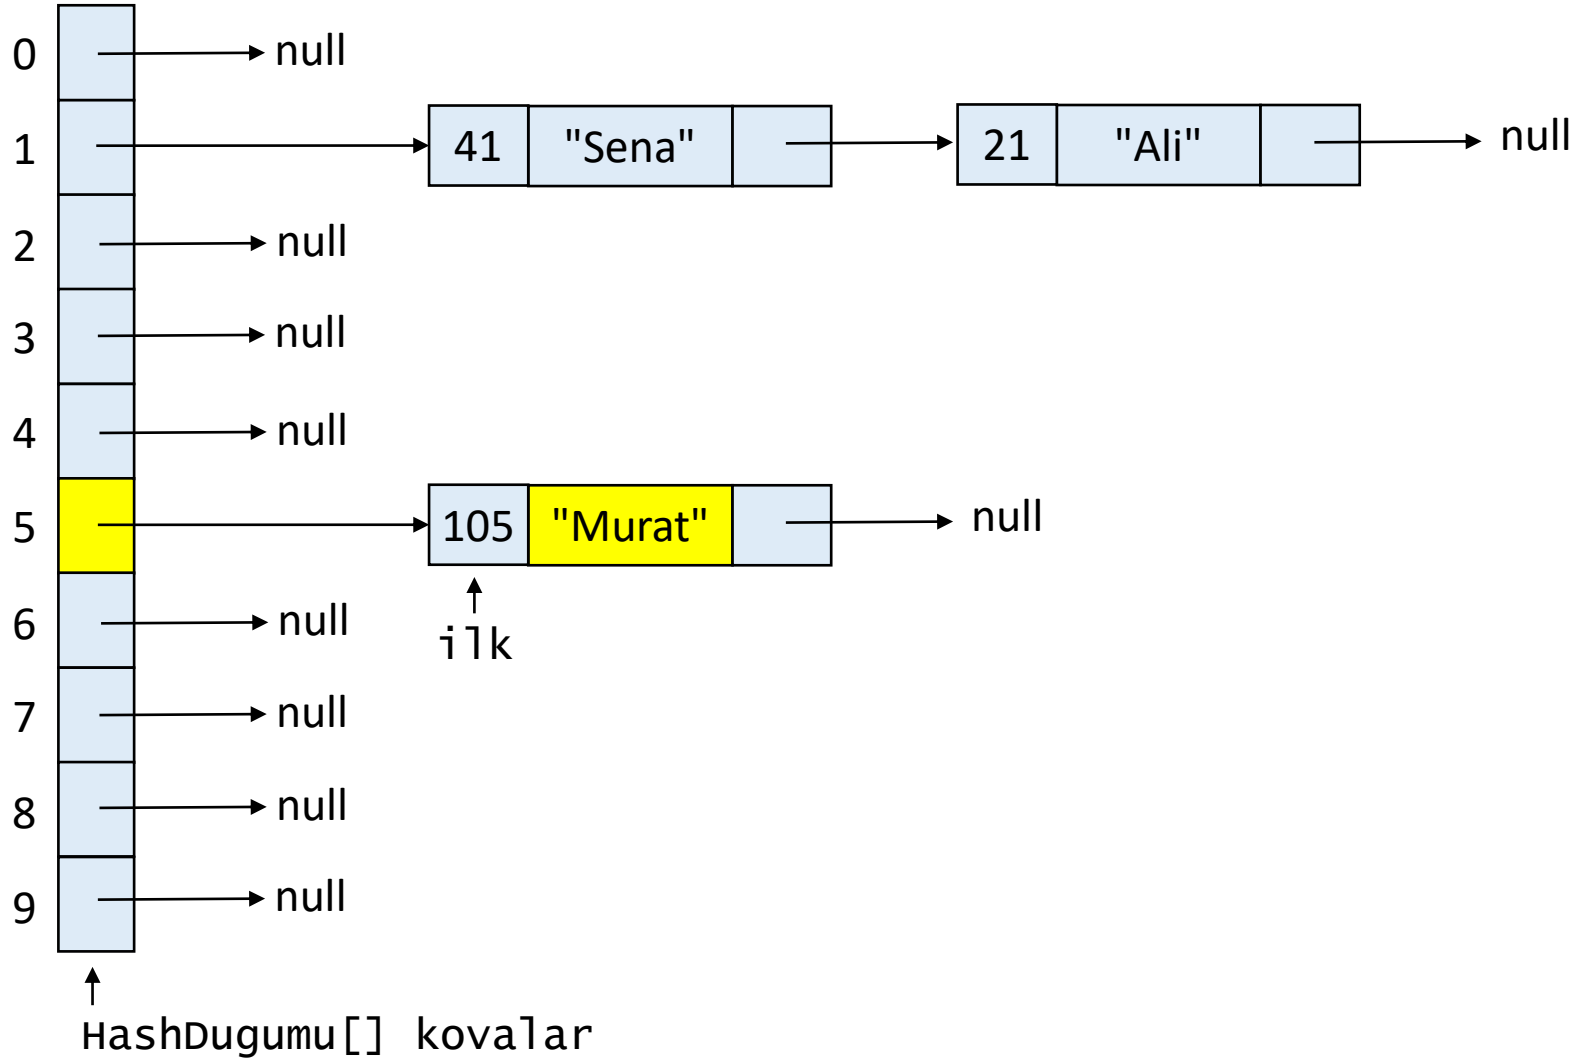 0 null
1 41 "Sena" 21 "Ali" null
2 null
3 null
4 null
5 105 "Murat" null
ilk
6 null
7 null
8 null
9 null
HashDugumu[] kovalar